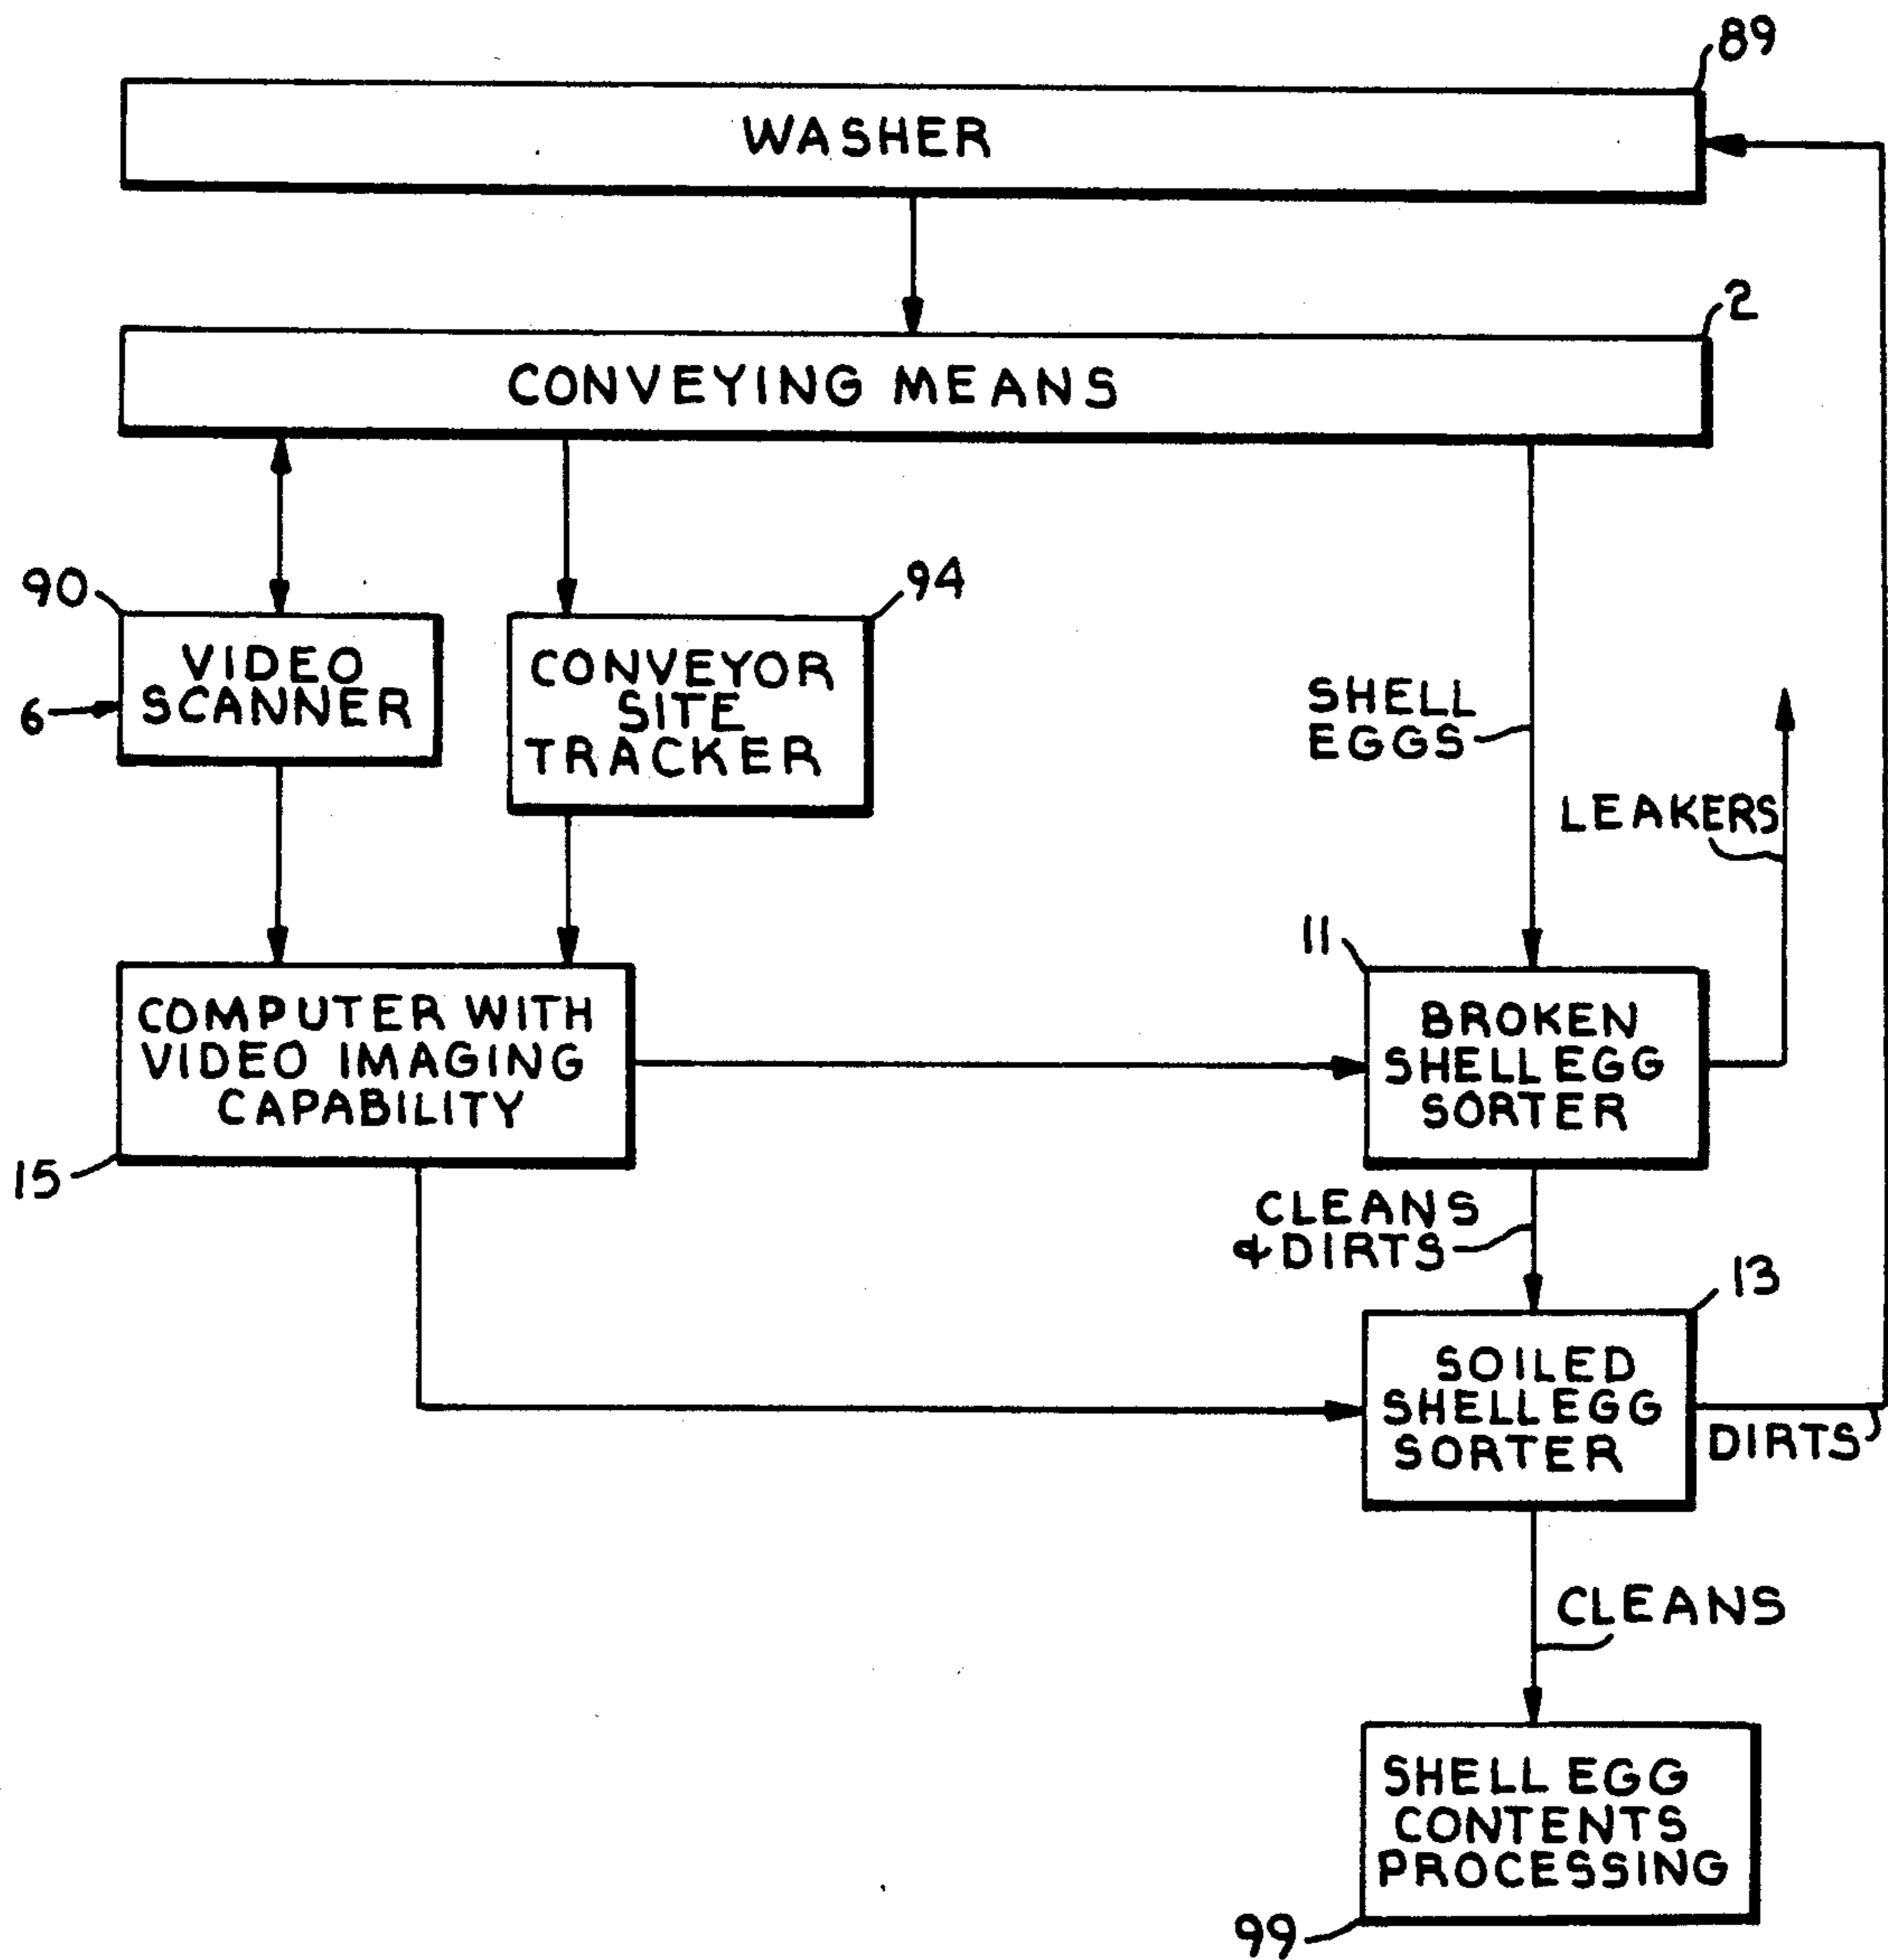 89
WASHER
2
CONVEYING MEANS
90
VIDEO
SCANNER
6
94
CONVEYOR
SITE
TRACKER
SHELL
EGGS
LEAKERS
COMPUTER WITH
VIDEO IMAGING
CAPABILITY
15
11
BROKEN
SHELL EGG
SORTER
CLEANS
& DIRTS
13
SOILED
SHELL EGG
SORTER
DIRTS
CLEANS
SHELL EGG
CONTENTS
PROCESSING
99